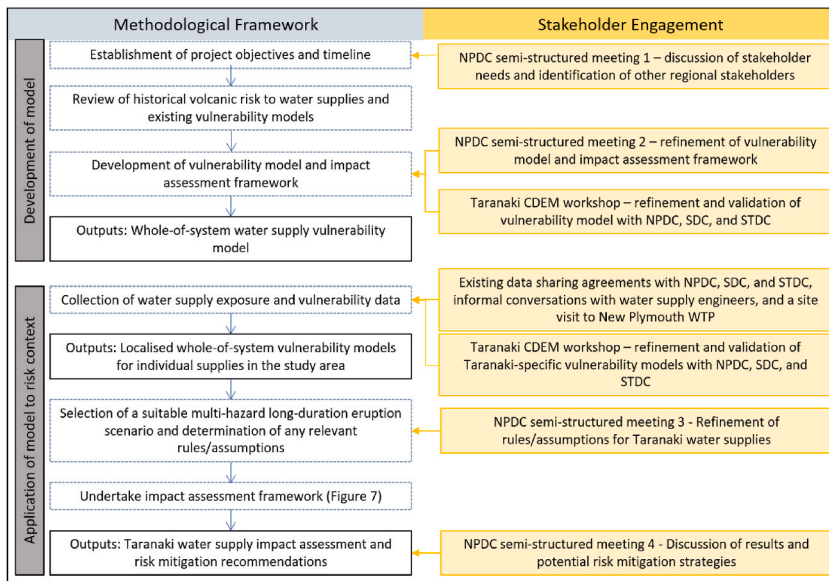 Methodological Framework
Stakeholder Engagement
Development of model
Establishment of project objectives and timeline
NPDC semi-structured meeting 1 – discussion of stakeholder
needs and identification of other regional stakeholders
Review of historical volcanic risk to water supplies and
existing vulnerability models
Development of vulnerability model and impact
assessment framework
NPDC semi-structured meeting 2 – refinement of vulnerability
model and impact assessment framework
Taranaki CDEM workshop – refinement and validation of
vulnerability model with NPDC, SDC, and STDC
Outputs: Whole-of-system water supply vulnerability
model
Application of model to risk context
Collection of water supply exposure and vulnerability data
Existing data sharing agreements with NPDC, SDC, and STDC,
informal conversations with water supply engineers, and a site
visit to New Plymouth WTP
Taranaki CDEM workshop – refinement and validation of
Taranaki-specific vulnerability models with NPDC, SDC, and
STDC
Outputs: Localised whole-of-system vulnerability models
for individual supplies in the study area
Selection of a suitable multi-hazard long-duration eruption
scenario and determination of any relevant
rules/assumptions
NPDC semi-structured meeting 3 - Refinement of
rules/assumptions for Taranaki water supplies
Undertake impact assessment framework (Figure 7)
Outputs: Taranaki water supply impact assessment and
risk mitigation recommendations
NPDC semi-structured meeting 4 - Discussion of results and
potential risk mitigation strategies